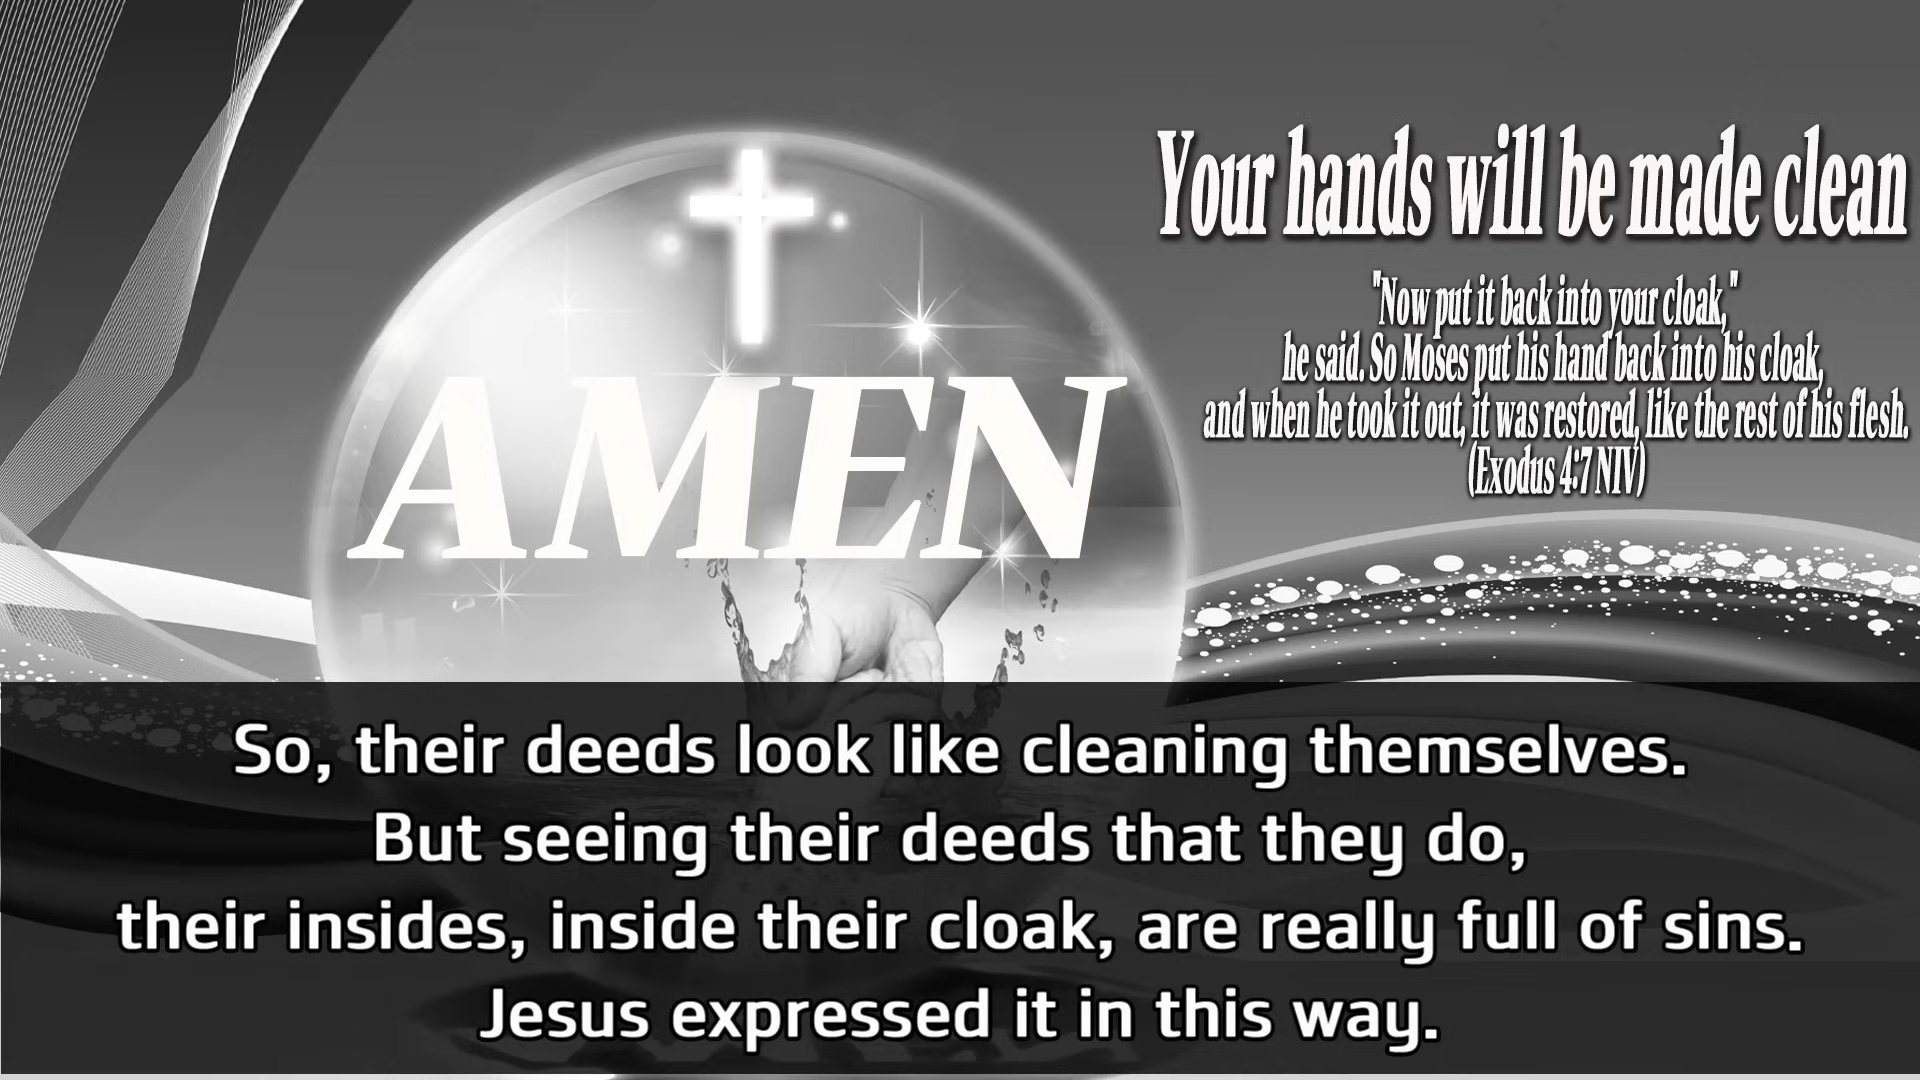 AMEN
Your hands will be made clean
"Now put it back into your cloak,"
he said. So Moses put his hand back into his cloak,
and when he took it out, it was restored, like the rest of his flesh.
(Exodus 4:7 NIV)
So, their deeds look like cleaning themselves.
But seeing their deeds that they do,
their insides, inside their cloak, are really full of sins.
Jesus expressed it in this way.